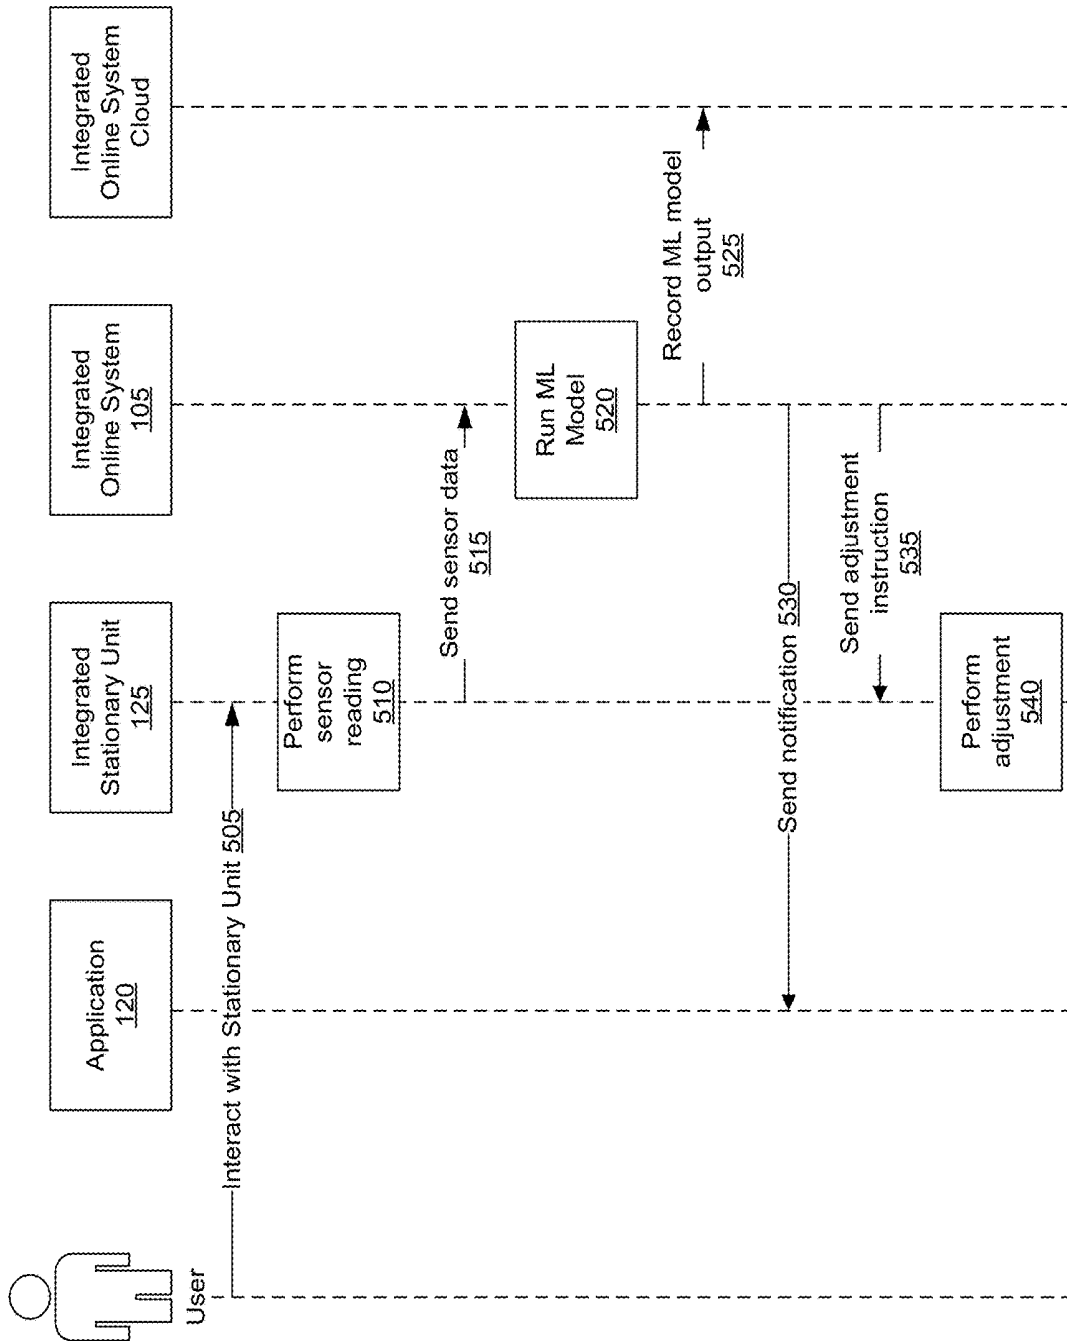 User
Application
120
Integrated
Stationary Unit
125
Integrated
Online System
105
Integrated
Online System
Cloud
Interact with Stationary Unit 505
Perform
sensor
reading
510
Send sensor data
515
Run ML
Model
520
Record ML model
output
525
Send notification 530
Send adjustment
instruction
535
Perform
adjustment
540